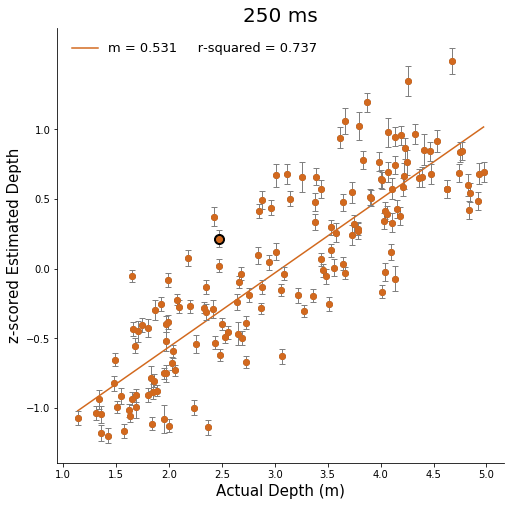 250 ms
m = 0.531 r-squared = 0.737
z-scored Estimated Depth
1.0
0.5
0.0
−0.5
−1.0
1.0 1.5 2.0 2.5 3.0 3.5 4.0 4.5 5.0
Actual Depth (m)